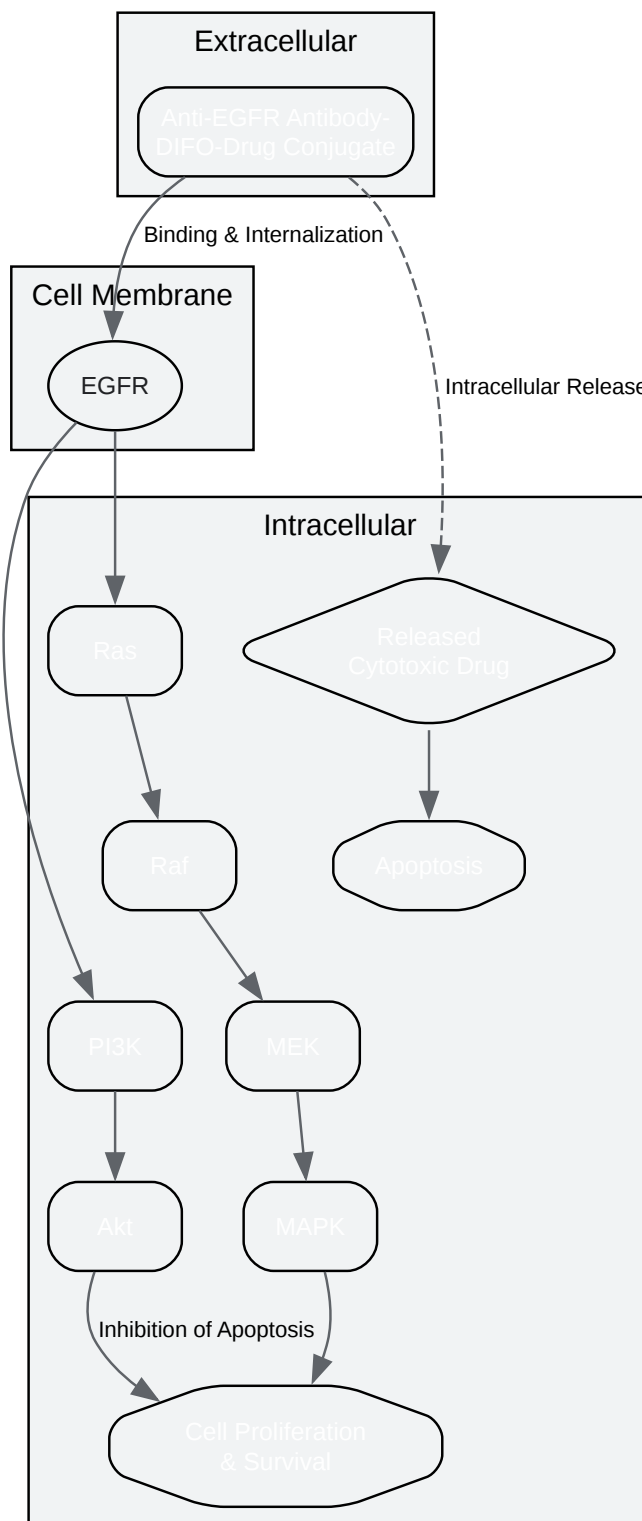 Extracellular
Anti-EGFR Antibody-
DIFO-Drug Conjugate
Binding & Internalization
Cell Membrane
EGFR
Intracellular Release
Intracellular
Ras
Released
Cytotoxic Drug
Raf
Apoptosis
PI3K
MEK
Akt
MAPK
Inhibition of Apoptosis
Cell Proliferation
& Survival